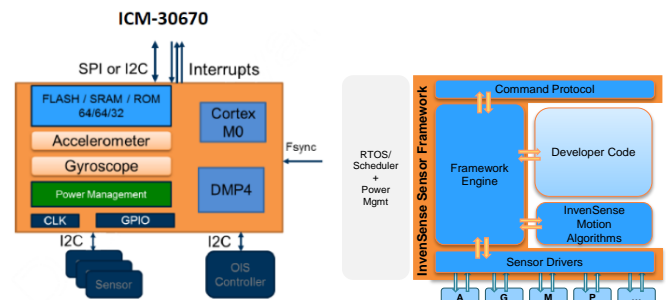 ICM-30670
SPI or I2C
Interrupts
FLASH / SRAM / ROM
64/64/32
Cortex
M0
Accelerometer
Gyroscope
Fsync
Power Management
DMP4
CLK
GPIO
I2C
I2C
Sensor
OIS
Controller
RTOS/
Scheduler
+
Power
Mgmt
InvenSense Sensor Framework
Command Protocol
Framework
Engine
Developer Code
InvenSense
Motion
Algorithms
Sensor Drivers
A
G
M
P
...